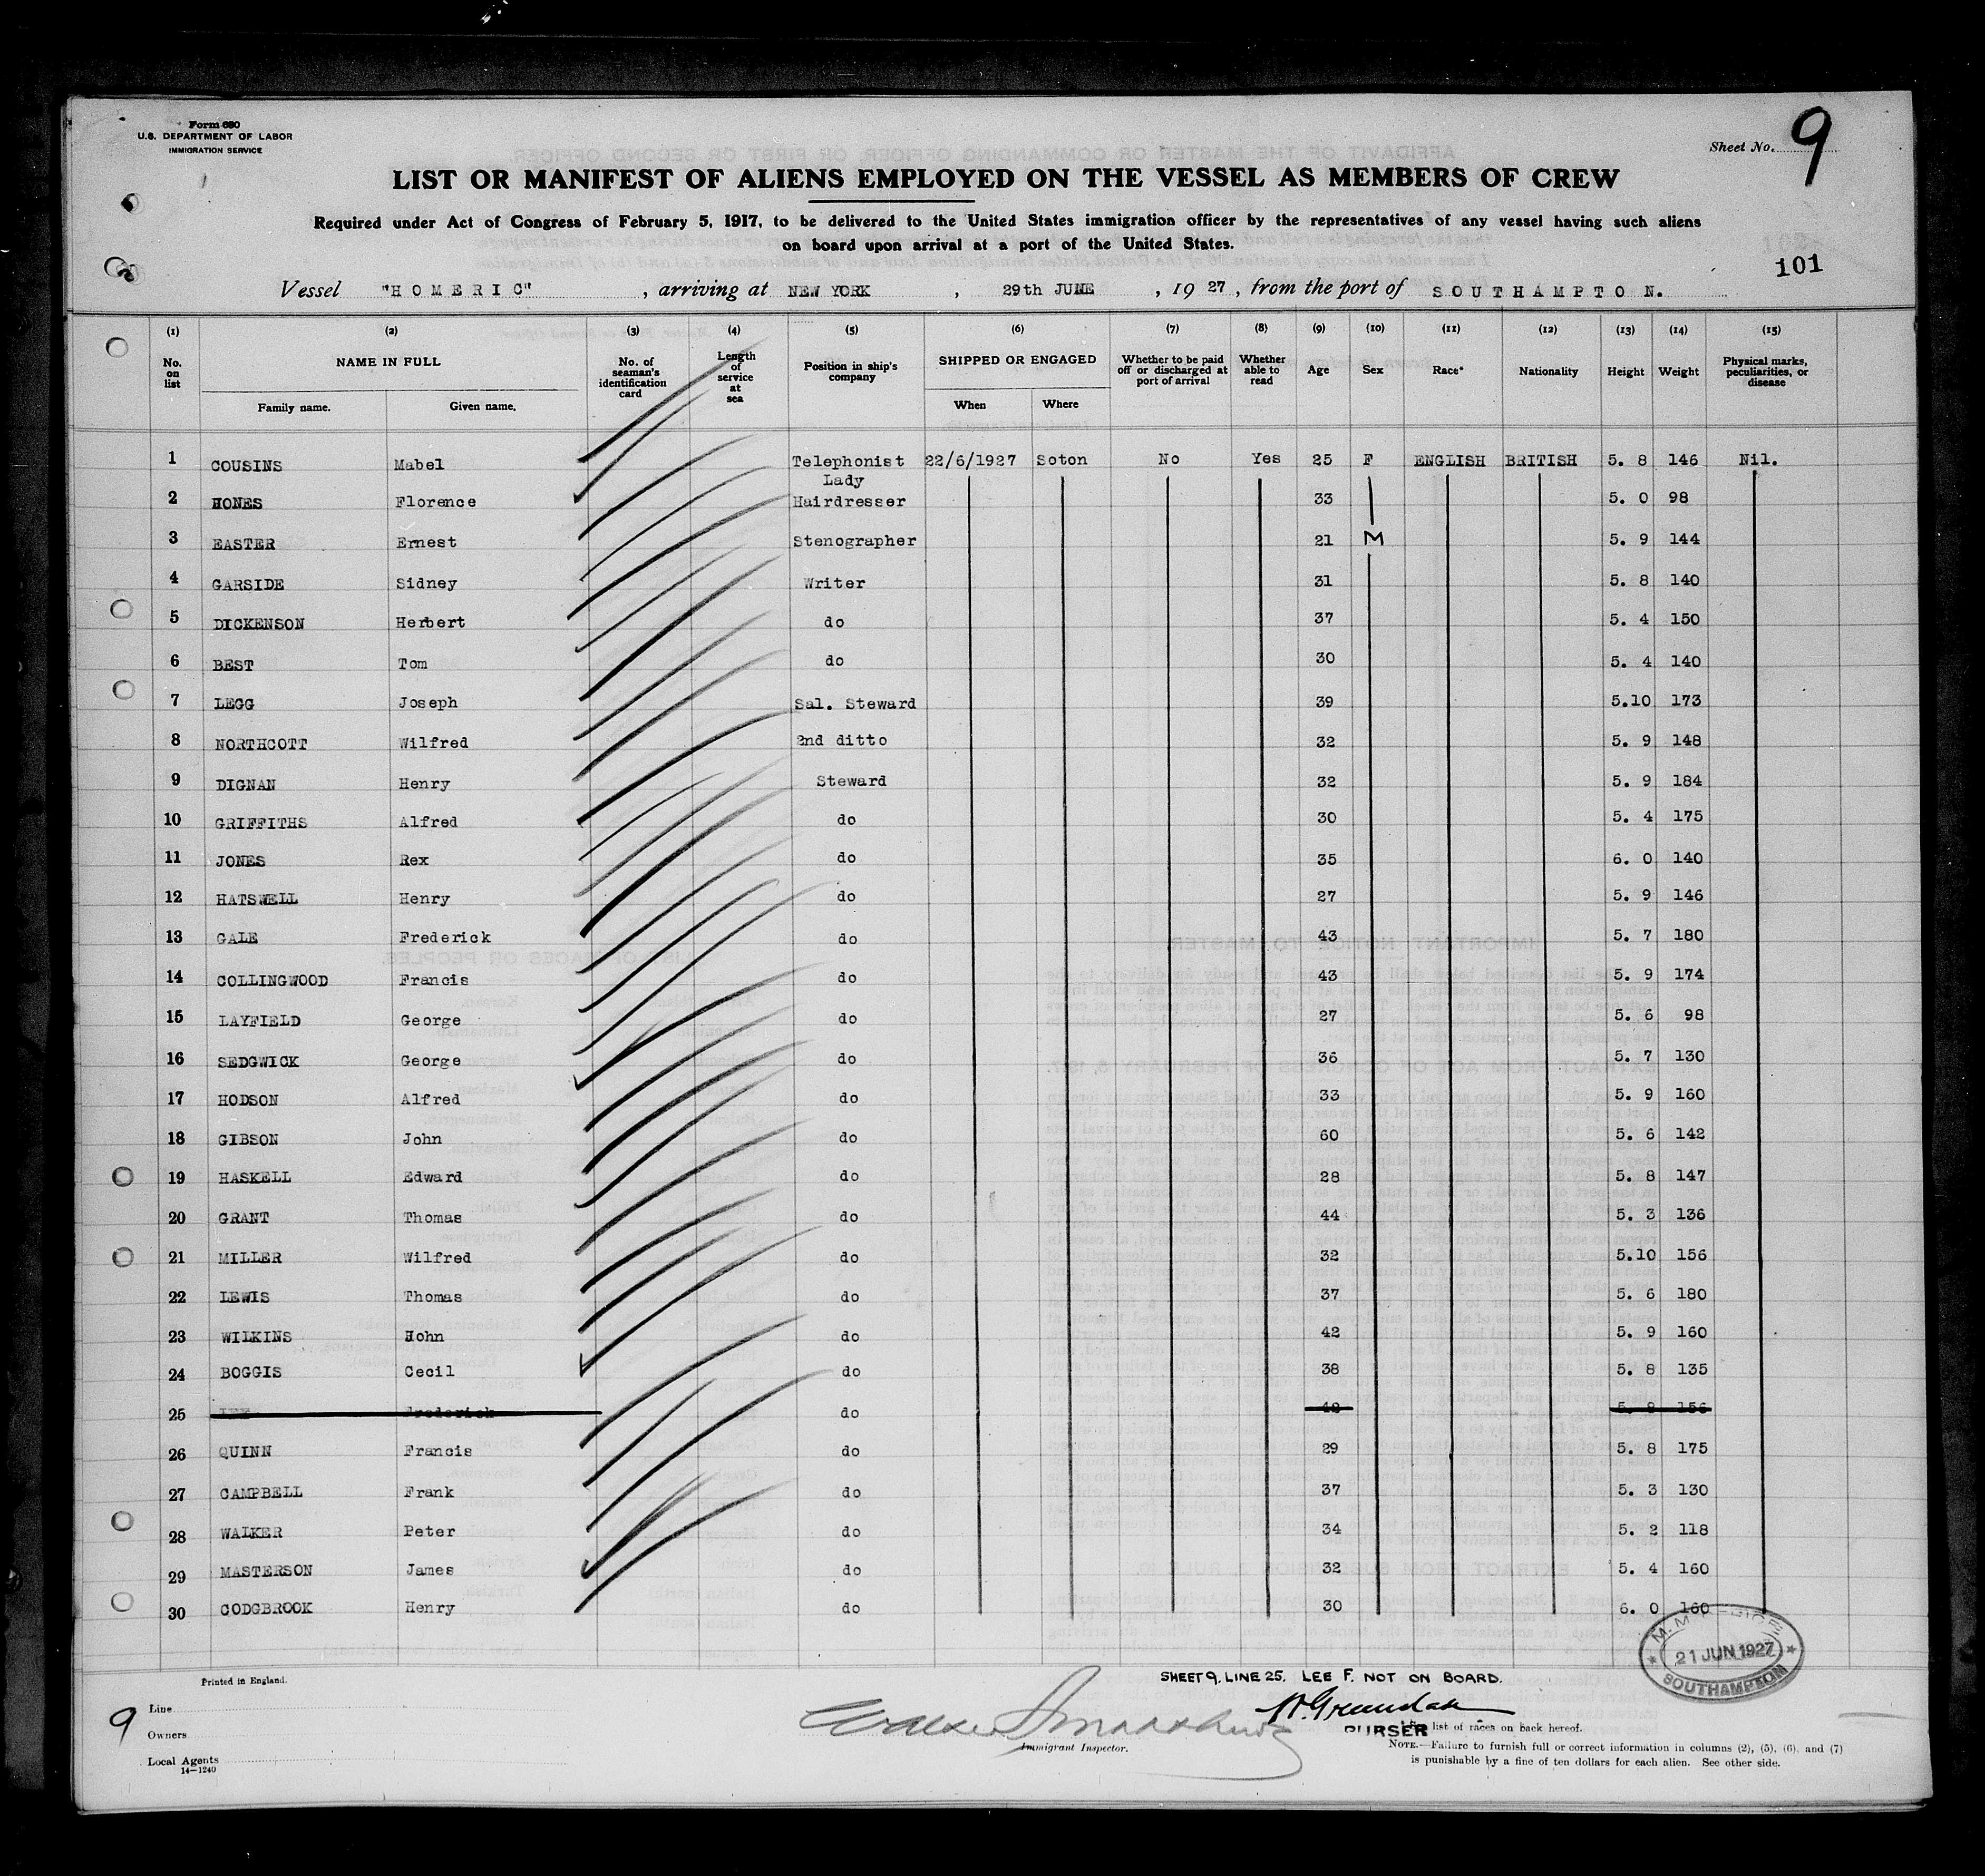 Form 680
U.S. DEPARTMENT OF LABOR
IMMIGRATION SERVICE
Sheet No. 9
LIST OR MANIFEST OF ALIENS EMPLOYED ON THE VESSEL AS MEMBERS OF CREW
Required under Act of Congress of February 5, 1917, to be delivered to the United States immigration officer by the representatives of any vessel having such aliens
on board upon arrival at a port of the United States.
101
Vessel "HOMERIC", arriving at NEW YORK, 29th JUNE, 1927, from the port of SOUTHAMPTON.
(1) (2) (3) (4) (5) (6) (7) (8) (9) (10) (11) (12) (13) (14) (15)
No. on list NAME IN FULL Family name. Given name. No. of seaman's identification card Length of service at sea Position in ship's company SHIPPED OR ENGAGED When Where Whether to be paid off or discharged at port of arrival Whether able to read Age Sex Race* Nationality Height Weight Physical marks, peculiarities, or disease
1 COUSINS Mabel Telephonist 22/6/1927 Soton No Yes 25 F ENGLISH BRITISH 5. 8 146 Nil.
2 HONES Florence Lady Hairdresser 33 5. 0 98
3 EASTER Ernest Stenographer 21 M 5. 9 144
4 GARSIDE Sidney Writer 31 5. 8 140
5 DICKENSON Herbert do 37 5. 4 150
6 BEST Tom do 30 5. 4 140
7 LEGG Joseph Sal. Steward 39 5.10 173
8 NORTHCOTT Wilfred 2nd ditto 32 5. 9 148
9 DIGNAN Henry Steward 32 5. 9 184
10 GRIFFITHS Alfred do 30 5. 4 175
11 JONES Rex do 35 6. 0 140
12 HATSWELL Henry do 27 5. 9 146
13 GALE Frederick do 43 5. 7 180
14 COLLINGWOOD Francis do 43 5. 9 174
15 LAYFIELD George do 27 5. 6 98
16 SEDGWICK George do 36 5. 7 130
17 HODSON Alfred do 33 5. 9 160
18 GIBSON John do 60 5. 6 142
19 HASKELL Edward do 28 5. 8 147
20 GRANT Thomas do 44 5. 3 136
21 MILLER Wilfred do 32 5.10 156
22 LEWIS Thomas do 37 5. 6 180
23 WILKINS Hohn do 42 5. 9 160
24 BOGGIS Cecil do 38 5. 8 135
25 LEE Frederick do 42 5. 8 156
26 QUINN Francis do 29 5. 8 175
27 CAMPBELL Frank do 37 5. 3 130
28 WALKER Peter do 34 5. 2 118
29 MASTERSON James do 32 5. 4 160
30 CODGBROOK Henry do 30 6. 0 160
21 JUN 1927
SOUTHAMPTON
Printed in England.
SHEET 9. LINE 25. LEE F. NOT ON BOARD.
9
Line
Owners
Local Agents
14-1240
Immigrant Inspector.
PURSER
list of races on back hereof.
NOTE.—Failure to furnish full or correct information in columns (2), (5), (6), and (7)
is punishable by a fine of ten dollars for each alien. See other side.